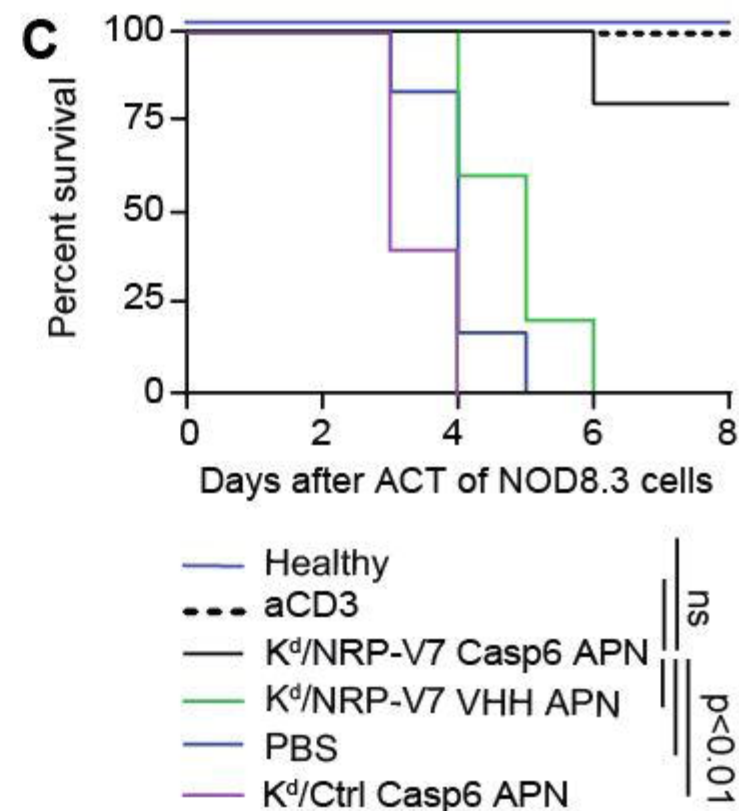 C
Percent survival
100
75
50
25
0
0 2 4 6 8
Days after ACT of NOD8.3 cells
Healthy
aCD3
Kᵈ/NRP-V7 Casp6 APN
Kᵈ/NRP-V7 VHH APN
PBS
Kᵈ/Ctrl Casp6 APN
ns
p<0.01